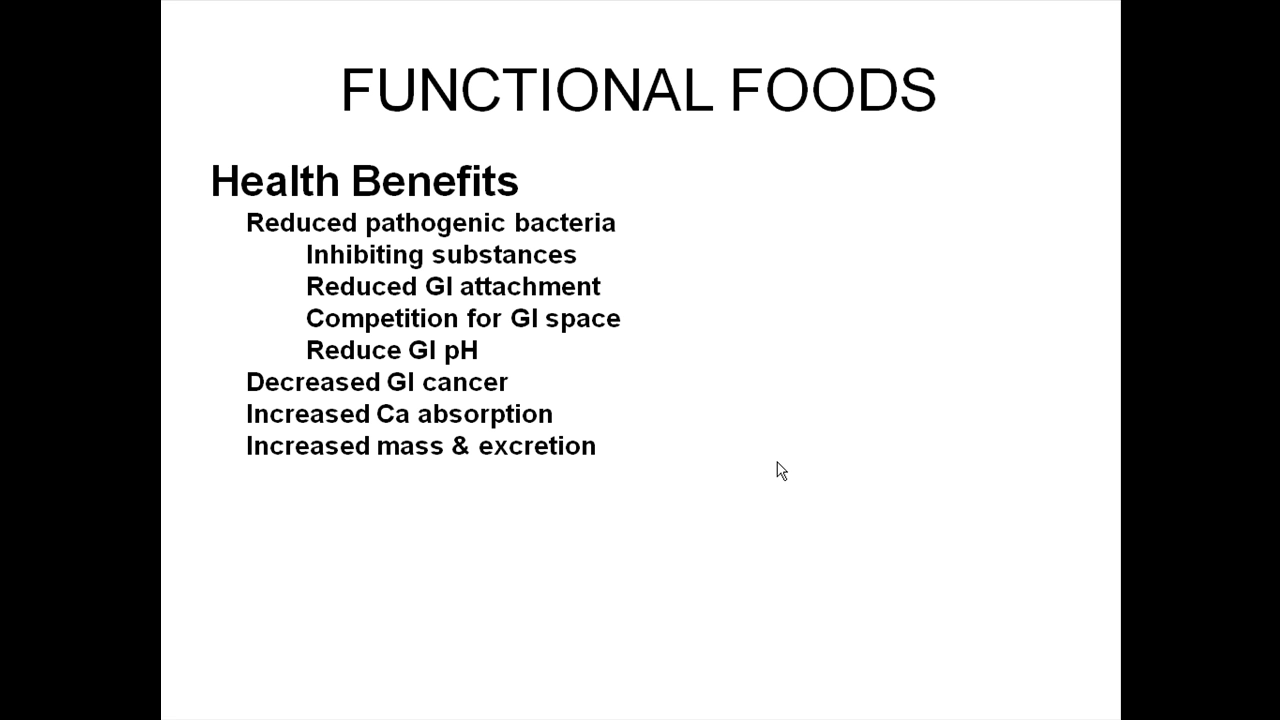 FUNCTIONAL FOODS
Health Benefits
Reduced pathogenic bacteria
Inhibiting substances
Reduced GI attachment
Competition for GI space
Reduce GI pH
Decreased GI cancer
Increased Ca absorption
Increased mass & excretion